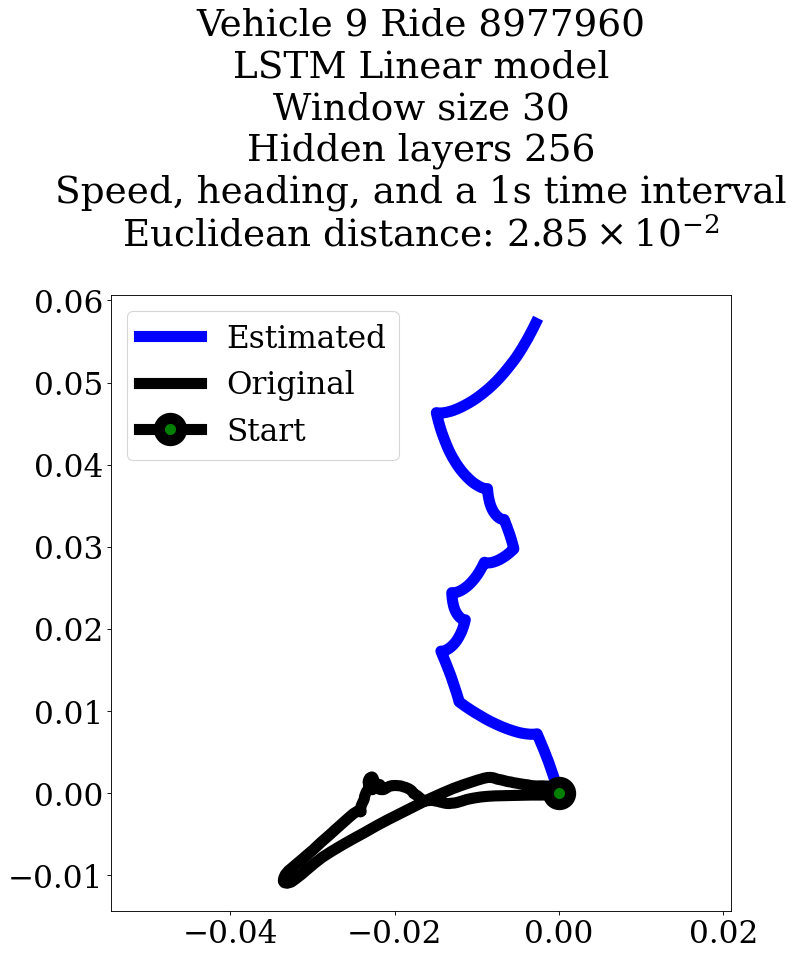 Vehicle 9 Ride 8977960
LSTM Linear model
Window size 30
Hidden layers 256
Speed, heading, and a 1s time interval
Euclidean distance: 2.85 × 10⁻²
0.06
Estimated
0.05
Original
Start
0.04
0.03
0.02
0.01
0.00
−0.01
−0.04 −0.02 0.00 0.02